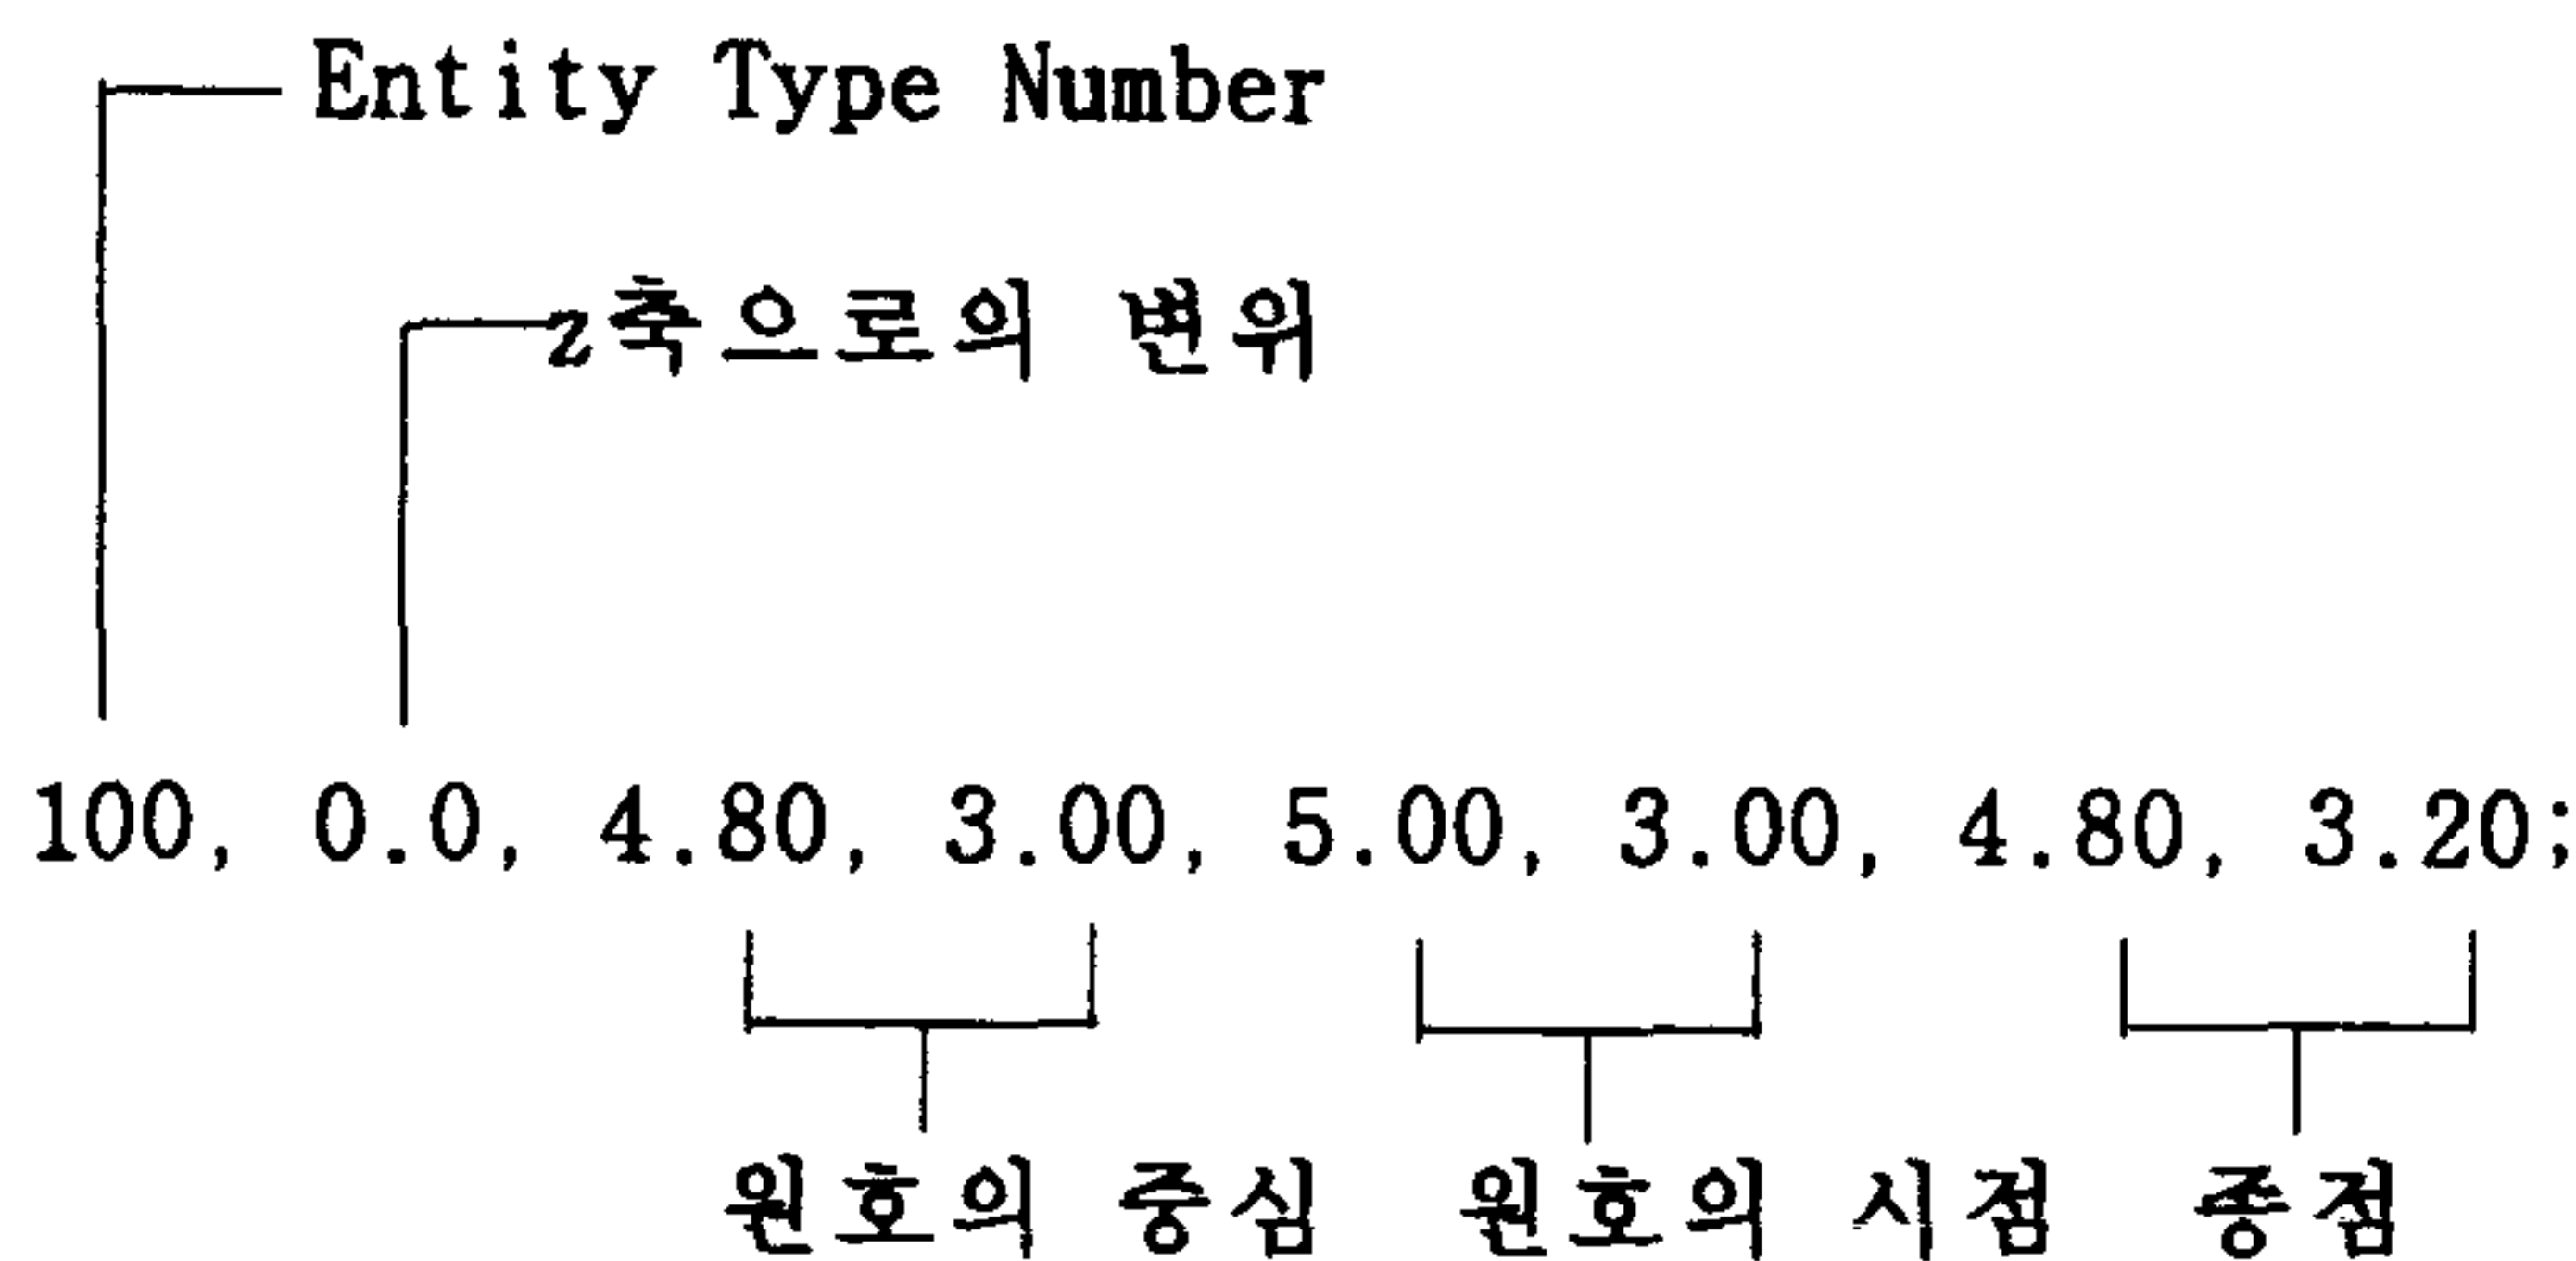 Entity Type Number
z축으로의 변위
100, 0.0, 4.80, 3.00, 5.00, 3.00, 4.80, 3.20;
원호의 중심 원호의 시점 종점